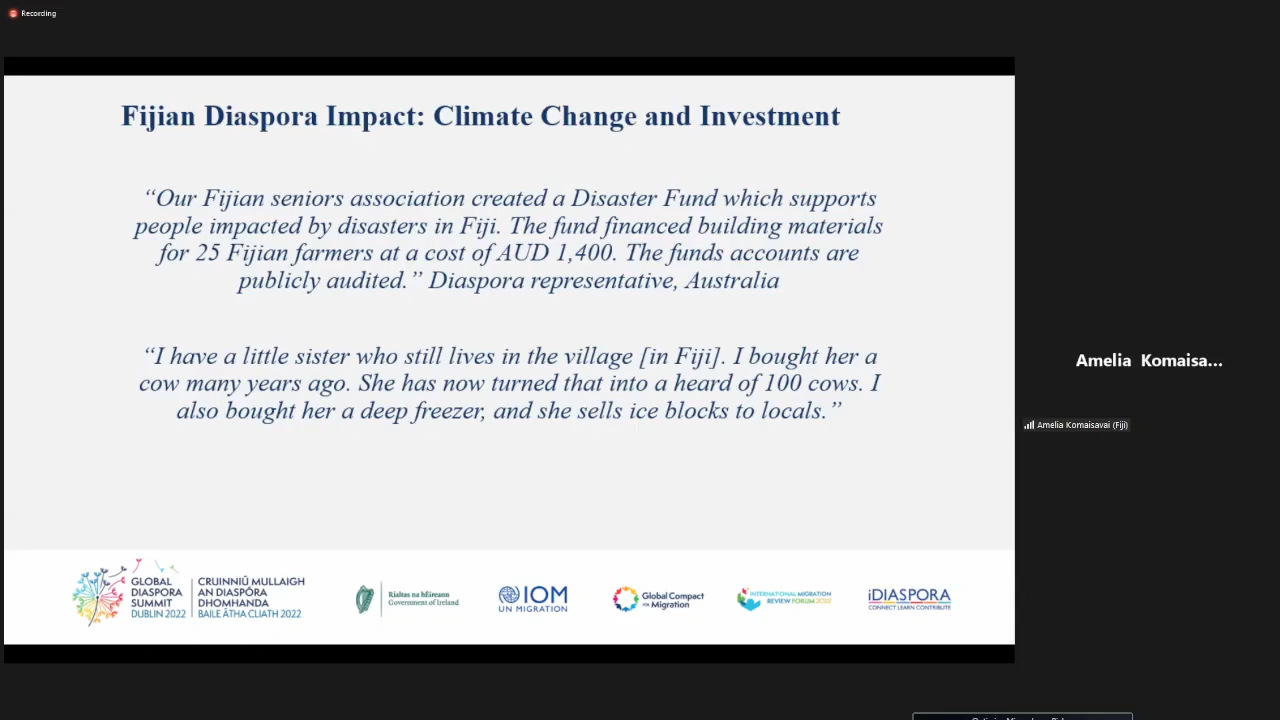 Recording
Fijian Diaspora Impact: Climate Change and Investment
“Our Fijian seniors association created a Disaster Fund which supports
people impacted by disasters in Fiji. The fund financed building materials
for 25 Fijian farmers at a cost of AUD 1,400. The funds accounts are
publicly audited.” Diaspora representative, Australia
“I have a little sister who still lives in the village [in Fiji]. I bought her a
cow many years ago. She has now turned that into a heard of 100 cows. I
also bought her a deep freezer, and she sells ice blocks to locals.”
Amelia Komaisa...
Amelia Komaisavai (Fiji)
GLOBAL
DIASPORA
SUMMIT
DUBLIN 2022
CRUINNIÚ MULLAIGH
AN DIASPÓRA
DHOMHANDA
BAILE ÁTHA CLIATH 2022
Rialtas na hÉireann
Government of Ireland
IOM
UN MIGRATION
Global Compact
for Migration
INTERNATIONAL MIGRATION
REVIEW FORUM 2022
iDIASPORA
CONNECT LEARN CONTRIBUTE